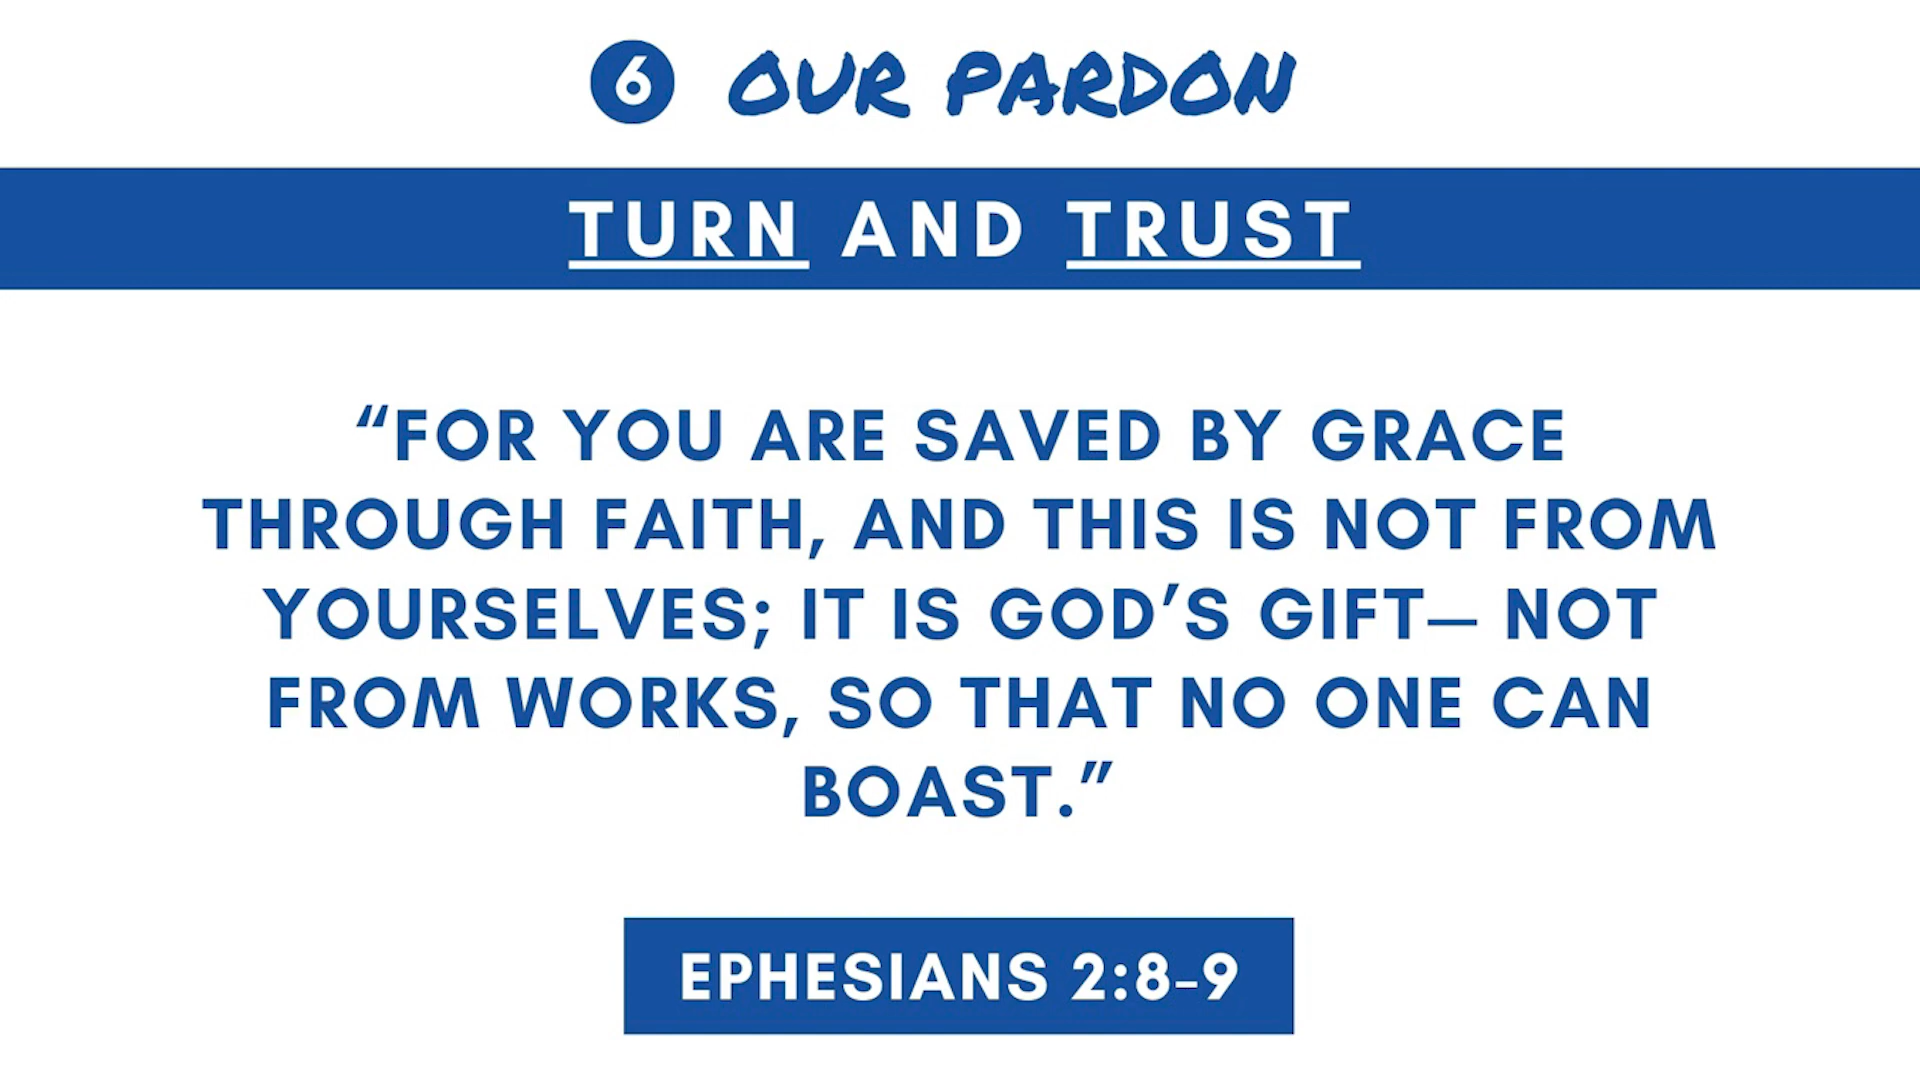 6 OUR PARDON
TURN AND TRUST
“FOR YOU ARE SAVED BY GRACE
THROUGH FAITH, AND THIS IS NOT FROM
YOURSELVES; IT IS GOD’S GIFT— NOT
FROM WORKS, SO THAT NO ONE CAN
BOAST.”
EPHESIANS 2:8-9